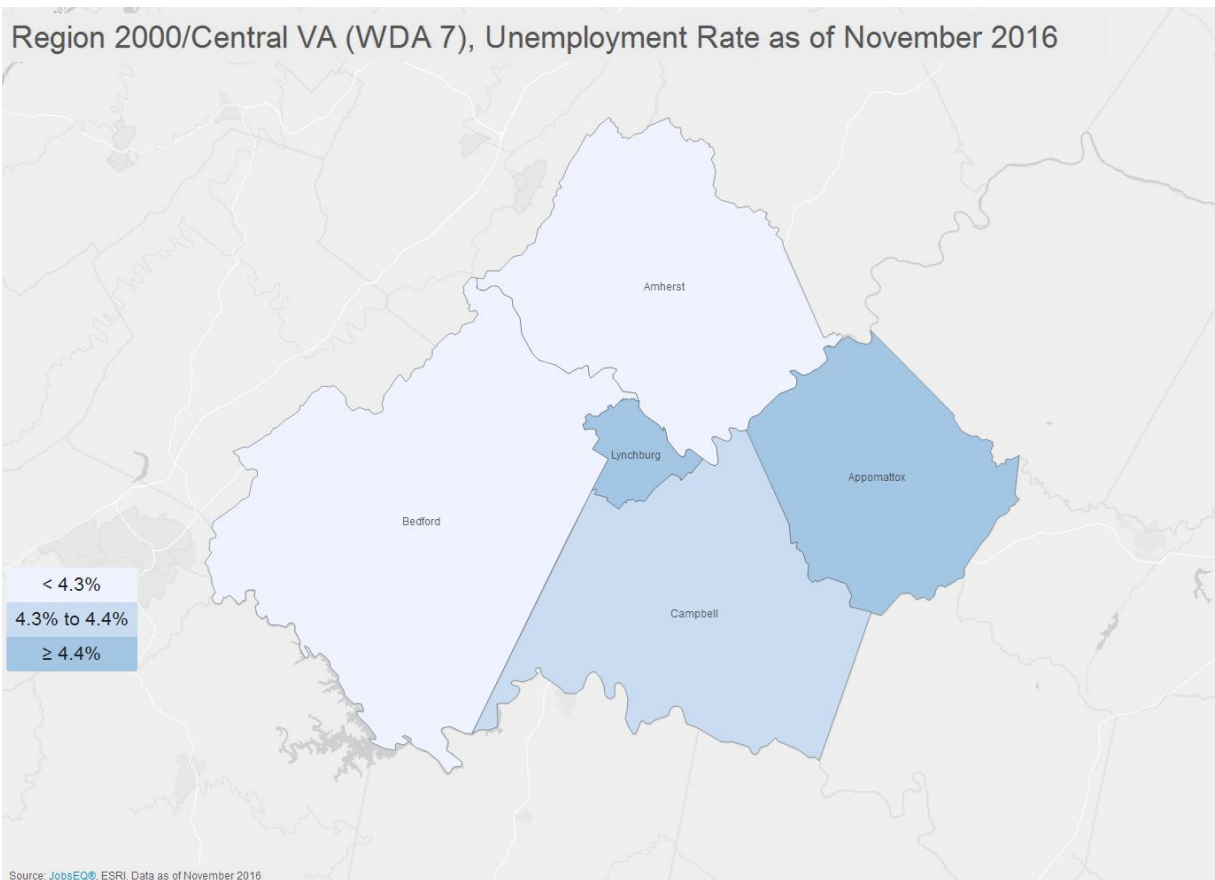 Region 2000/Central VA (WDA 7), Unemployment Rate as of November 2016
Amherst
Lynchburg
Appomattox
Bedford
Campbell
< 4.3%
4.3% to 4.4%
≥ 4.4%
Source: JobsEQ®, ESRI. Data as of November 2016